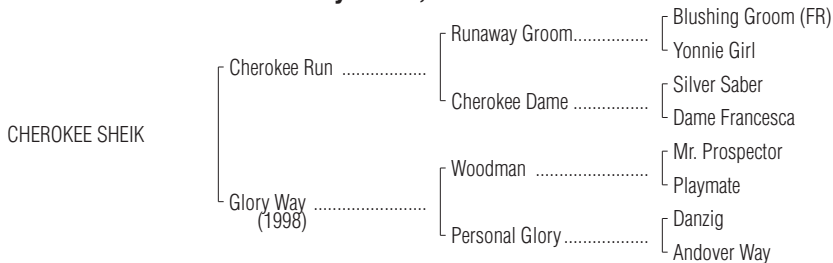 Blushing Groom (FR)
Runaway Groom................
Yonnie Girl
Cherokee Run ..................
Silver Saber
Cherokee Dame ................
Dame Francesca
CHEROKEE SHEIK
Mr. Prospector
Woodman ........................
Playmate
Glory Way ........................
(1998)
Danzig
Personal Glory..................
Andover Way